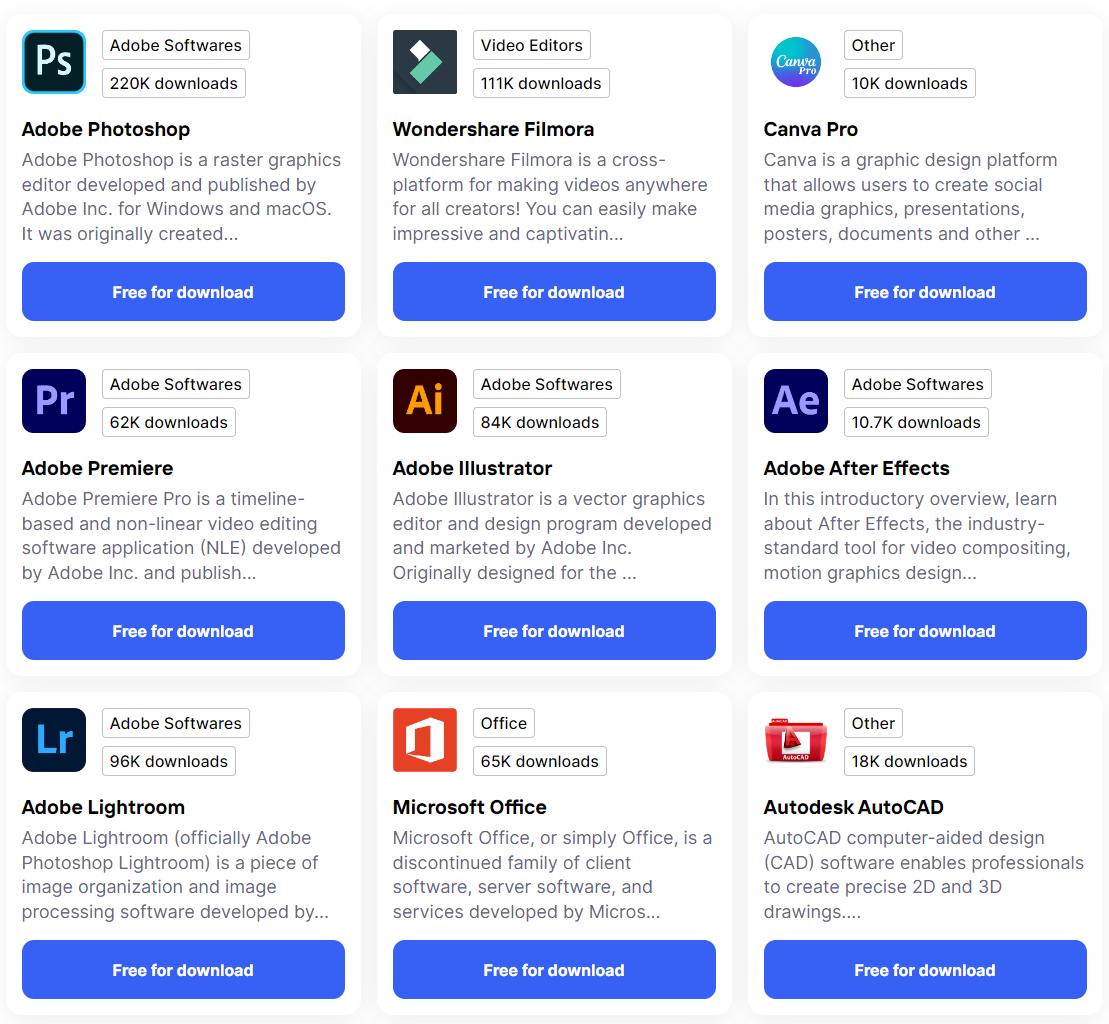 Ps
Adobe Softwares
220K downloads
Adobe Photoshop
Adobe Photoshop is a raster graphics
editor developed and published by
Adobe Inc. for Windows and macOS.
It was originally created...
Free for download
Video Editors
111K downloads
Wondershare Filmora
Wondershare Filmora is a cross-
platform for making videos anywhere
for all creators! You can easily make
impressive and captivatin...
Free for download
Canva
Pro
Other
10K downloads
Canva Pro
Canva is a graphic design platform
that allows users to create social
media graphics, presentations,
posters, documents and other ...
Free for download
Pr
Adobe Softwares
62K downloads
Adobe Premiere
Adobe Premiere Pro is a timeline-
based and non-linear video editing
software application (NLE) developed
by Adobe Inc. and publish...
Free for download
Ai
Adobe Softwares
84K downloads
Adobe Illustrator
Adobe Illustrator is a vector graphics
editor and design program developed
and marketed by Adobe Inc.
Originally designed for the ...
Free for download
Ae
Adobe Softwares
10.7K downloads
Adobe After Effects
In this introductory overview, learn
about After Effects, the industry-
standard tool for video compositing,
motion graphics design...
Free for download
Lr
Adobe Softwares
96K downloads
Adobe Lightroom
Adobe Lightroom (officially Adobe
Photoshop Lightroom) is a piece of
image organization and image
processing software developed by...
Free for download
Office
65K downloads
Microsoft Office
Microsoft Office, or simply Office, is a
discontinued family of client
software, server software, and
services developed by Micros...
Free for download
AutoCAD
Other
18K downloads
Autodesk AutoCAD
AutoCAD computer-aided design
(CAD) software enables professionals
to create precise 2D and 3D
drawings....
Free for download